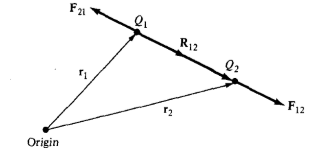 F₂₁
Q₁
R₁₂
Q₂
r₁
r₂
F₁₂
Origin